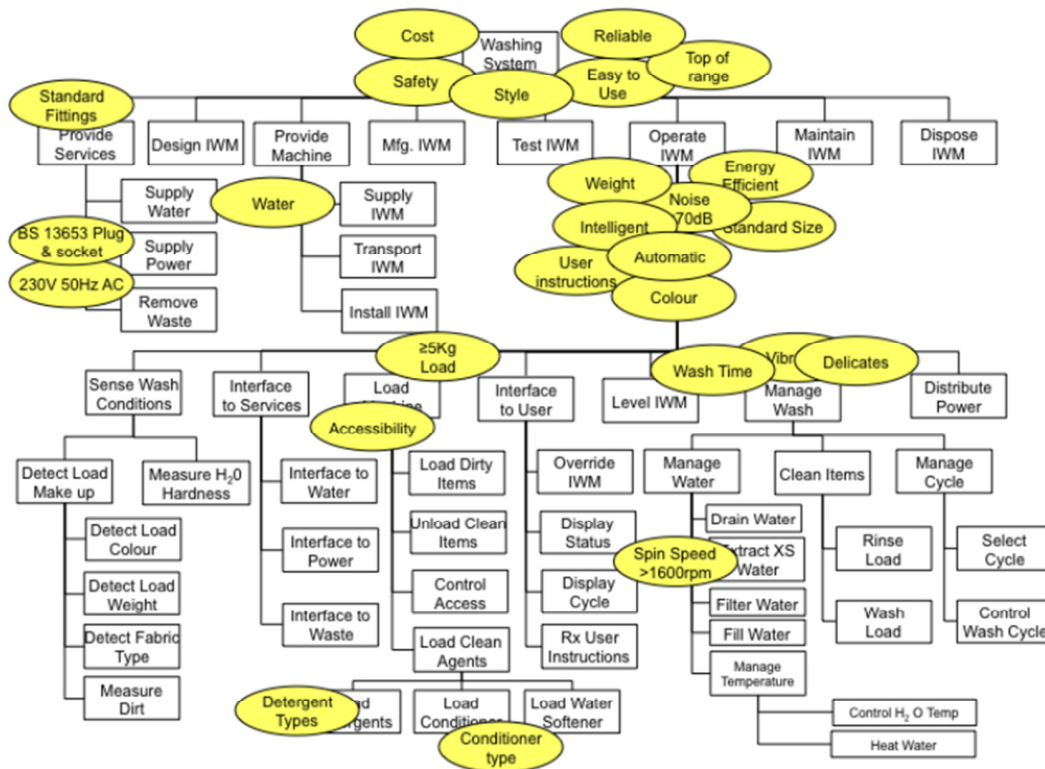 Cost
Washing
System
Reliable
Top of
range
Safety
Style
Easy to
Use
Standard
Fittings
Provide
Services
Design IWM
Provide
Machine
Mfg. IWM
Test IWM
Operate
IWM
Maintain
IWM
Dispose
IWM
Supply
Water
Water
Supply
IWM
Weight
Energy
Efficient
Noise
70dB
BS 13653 Plug
& socket
Supply
Power
Transport
IWM
Intelligent
Standard Size
Automatic
User
instructions
230V 50Hz AC
Remove
Waste
Install IWM
Colour
≥5Kg
Load
Wash Time
Delicates
Sense Wash
Conditions
Interface
to Services
Load
Interface
to User
Level IWM
Manage
Wash
Distribute
Power
Accessibility
Detect Load
Make up
Measure H₂0
Hardness
Interface to
Water
Load Dirty
Items
Override
IWM
Manage
Water
Clean Items
Manage
Cycle
Detect Load
Colour
Interface to
Power
Unload Clean
Items
Display
Status
Drain Water
Spin Speed
>1600rpm
XS
Water
Rinse
Load
Select
Cycle
Detect Load
Weight
Control
Access
Display
Cycle
Filter Water
Detect Fabric
Type
Interface to
Waste
Load Clean
Agents
Rx User
Instructions
Fill Water
Wash
Load
Control
Wash Cycle
Measure
Dirt
Manage
Temperature
Detergent
Types
Load
Conditioner
Load Water
Softener
Conditioner
type
Control H₂ O Temp
Heat Water